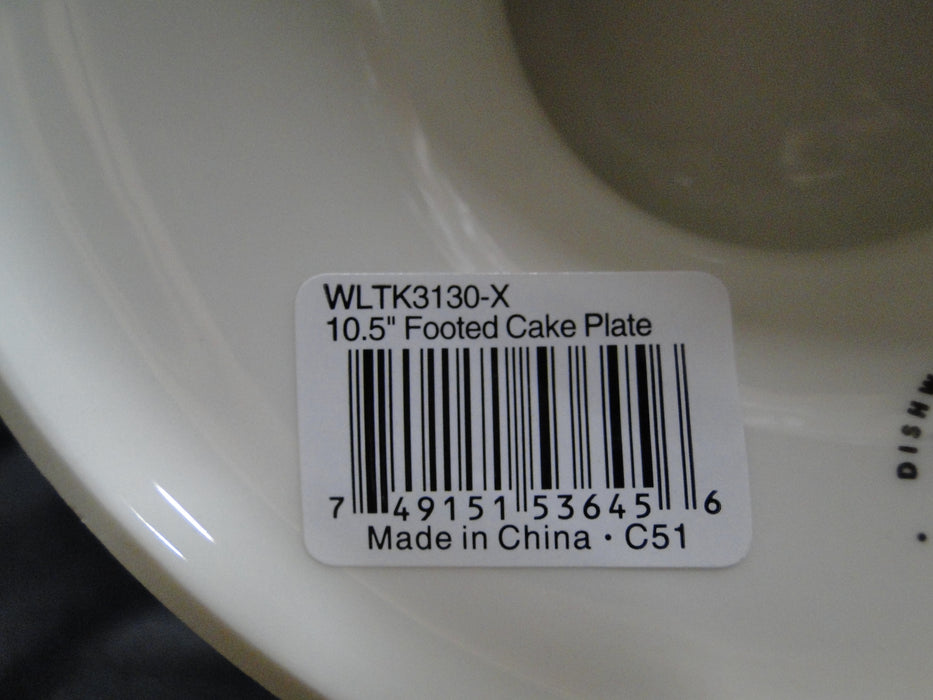 WLTK3130-X
10.5" Footed Cake Plate
7 49151 53645 6
Made in China · C51